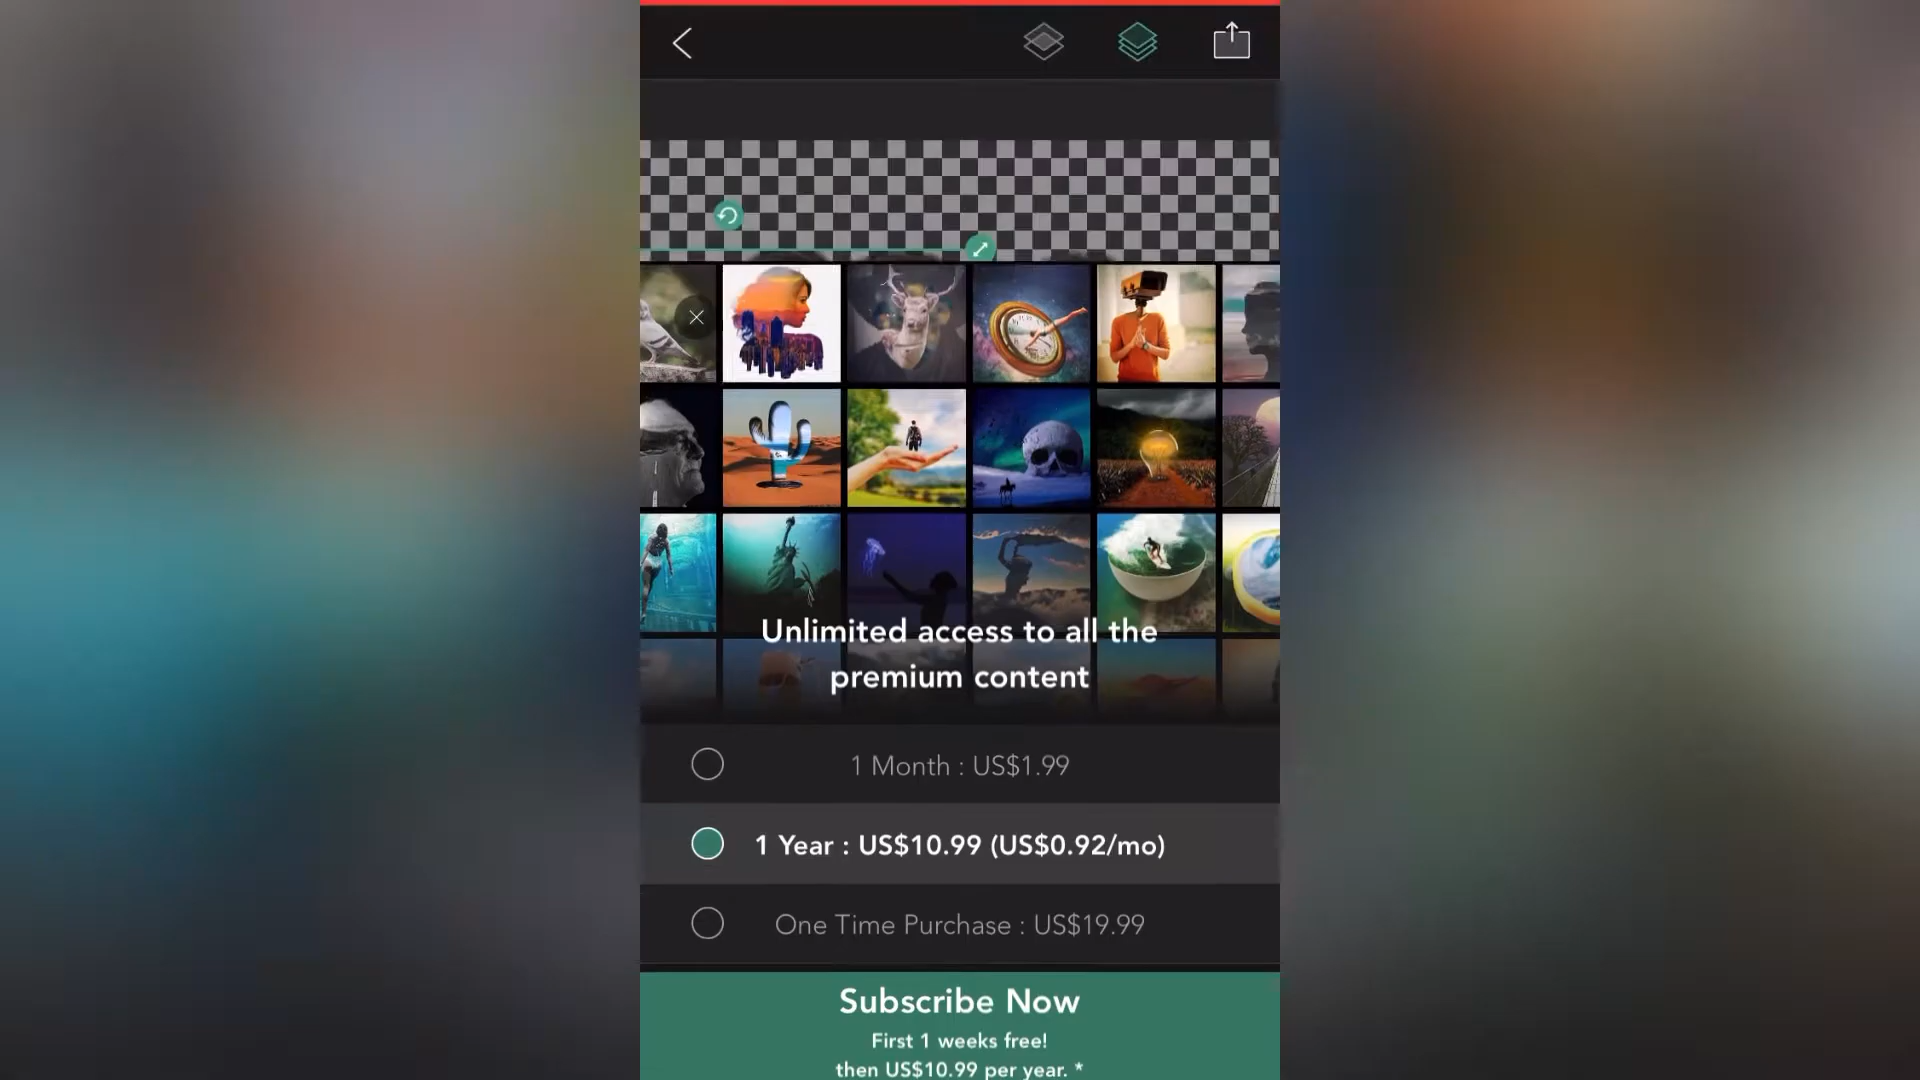 Unlimited access to all the
premium content
1 Month : US$1.99
1 Year : US$10.99 (US$0.92/mo)
One Time Purchase : US$19.99
Subscribe Now
First 1 weeks free!
then US$10.99 per year. *